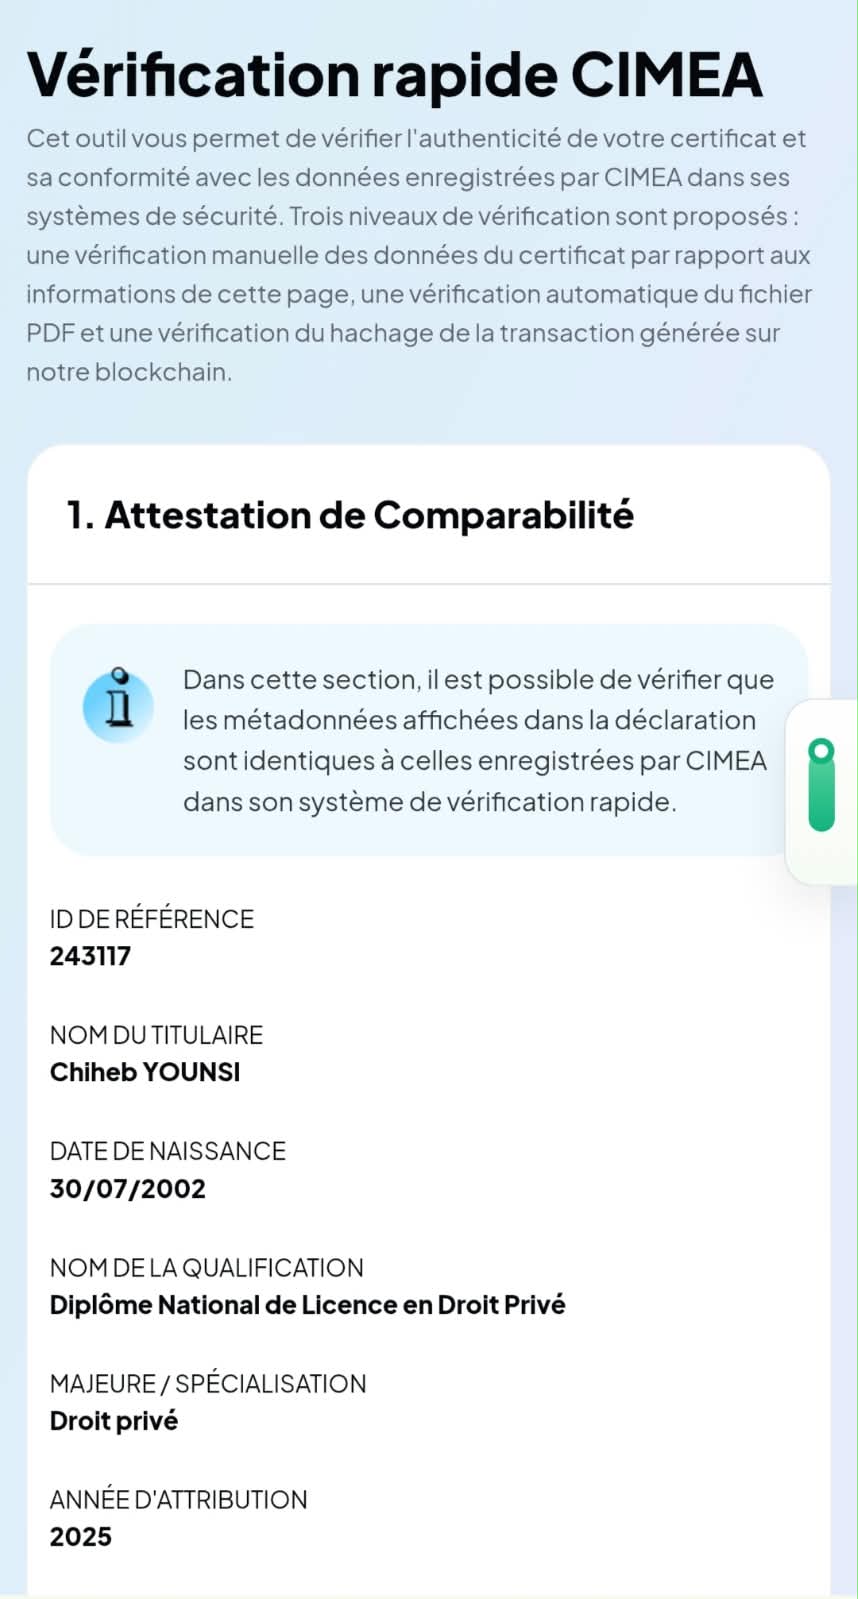 Vérification rapide CIMEA
Cet outil vous permet de vérifier l'authenticité de votre certificat et
sa conformité avec les données enregistrées par CIMEA dans ses
systèmes de sécurité. Trois niveaux de vérification sont proposés :
une vérification manuelle des données du certificat par rapport aux
informations de cette page, une vérification automatique du fichier
PDF et une vérification du hachage de la transaction générée sur
notre blockchain.
1. Attestation de Comparabilité
Dans cette section, il est possible de vérifier que
les métadonnées affichées dans la déclaration
sont identiques à celles enregistrées par CIMEA
dans son système de vérification rapide.
ID DE RÉFÉRENCE
243117
NOM DU TITULAIRE
Chiheb YOUNSI
DATE DE NAISSANCE
30/07/2002
NOM DE LA QUALIFICATION
Diplôme National de Licence en Droit Privé
MAJEURE / SPÉCIALISATION
Droit privé
ANNÉE D'ATTRIBUTION
2025